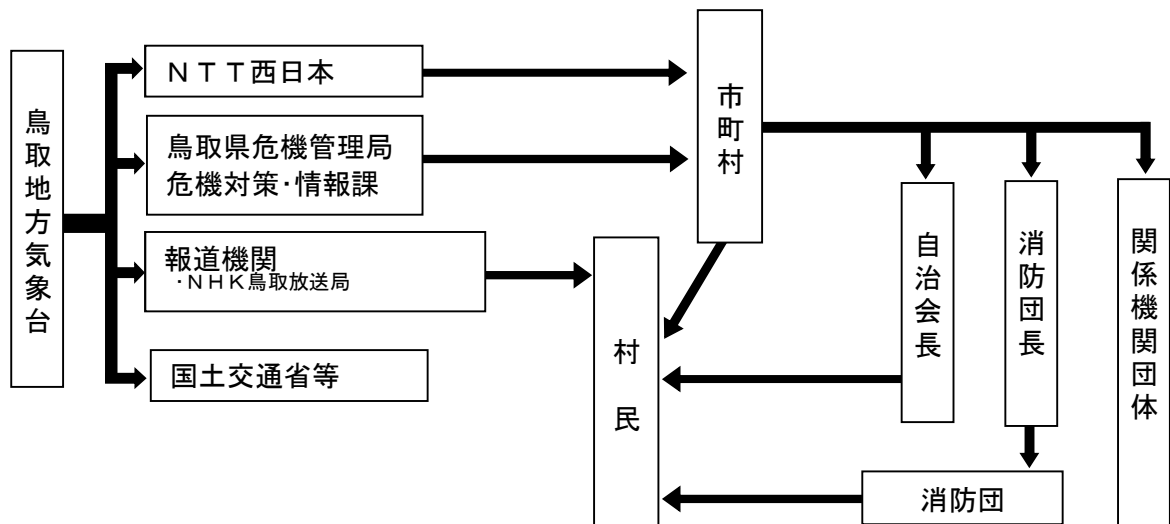 鳥取地方気象台
ＮＴＴ西日本
鳥取県危機管理局
危機対策・情報課
報道機関
・ＮＨＫ鳥取放送局
国土交通省等
市町村
村民
自治会長
消防団長
関係機関団体
消防団